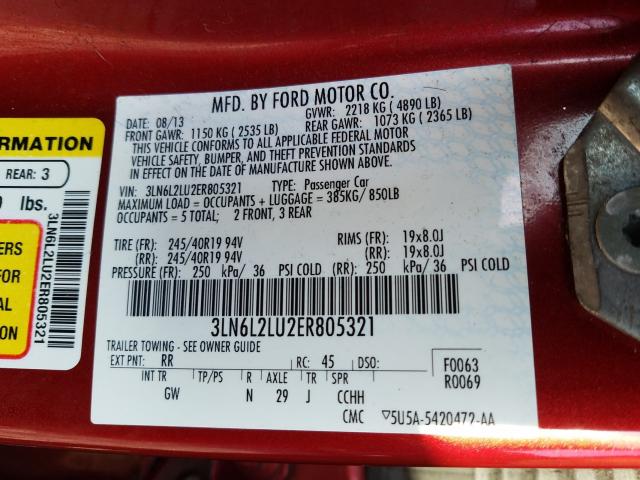 MFD. BY FORD MOTOR CO.
DATE: 08/13 GVWR: 2218 KG ( 4890 LB)
FRONT GAWR: 1150 KG ( 2535 LB) REAR GAWR: 1073 KG ( 2365 LB)
THIS VEHICLE CONFORMS TO ALL APPLICABLE FEDERAL MOTOR
VEHICLE SAFETY, BUMPER, AND THEFT PREVENTION STANDARDS
IN EFFECT ON THE DATE OF MANUFACTURE SHOWN ABOVE.
VIN: 3LN6L2LU2ER805321 TYPE: Passenger Car
MAXIMUM LOAD = OCCUPANTS + LUGGAGE = 385KG/ 850LB
OCCUPANTS = 5 TOTAL; 2 FRONT, 3 REAR
TIRE (FR): 245/40R19 94V RIMS (FR): 19x8.0J
(RR): 245/40R19 94V (RR): 19x8.0J
PRESSURE (FR): 250 kPa/ 36 PSI COLD (RR): 250 kPa/ 36 PSI COLD
3LN6L2LU2ER805321
TRAILER TOWING - SEE OWNER GUIDE
EXT PNT: RR RC: 45 DSO: F0063
R0069
INT TR TP/PS R AXLE TR SPR
GW N 29 J CCHH
CMC ▽5U5A-5420472-AA
ORMATION
REAR: 3
lbs.
ERS
FOR
AL
ON
3LN6L2LU2ER805321